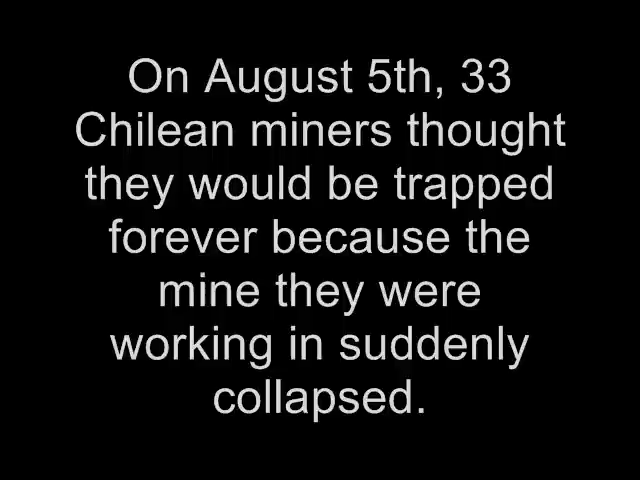 On August 5th, 33
Chilean miners thought
they would be trapped
forever because the
mine they were
working in suddenly
collapsed.